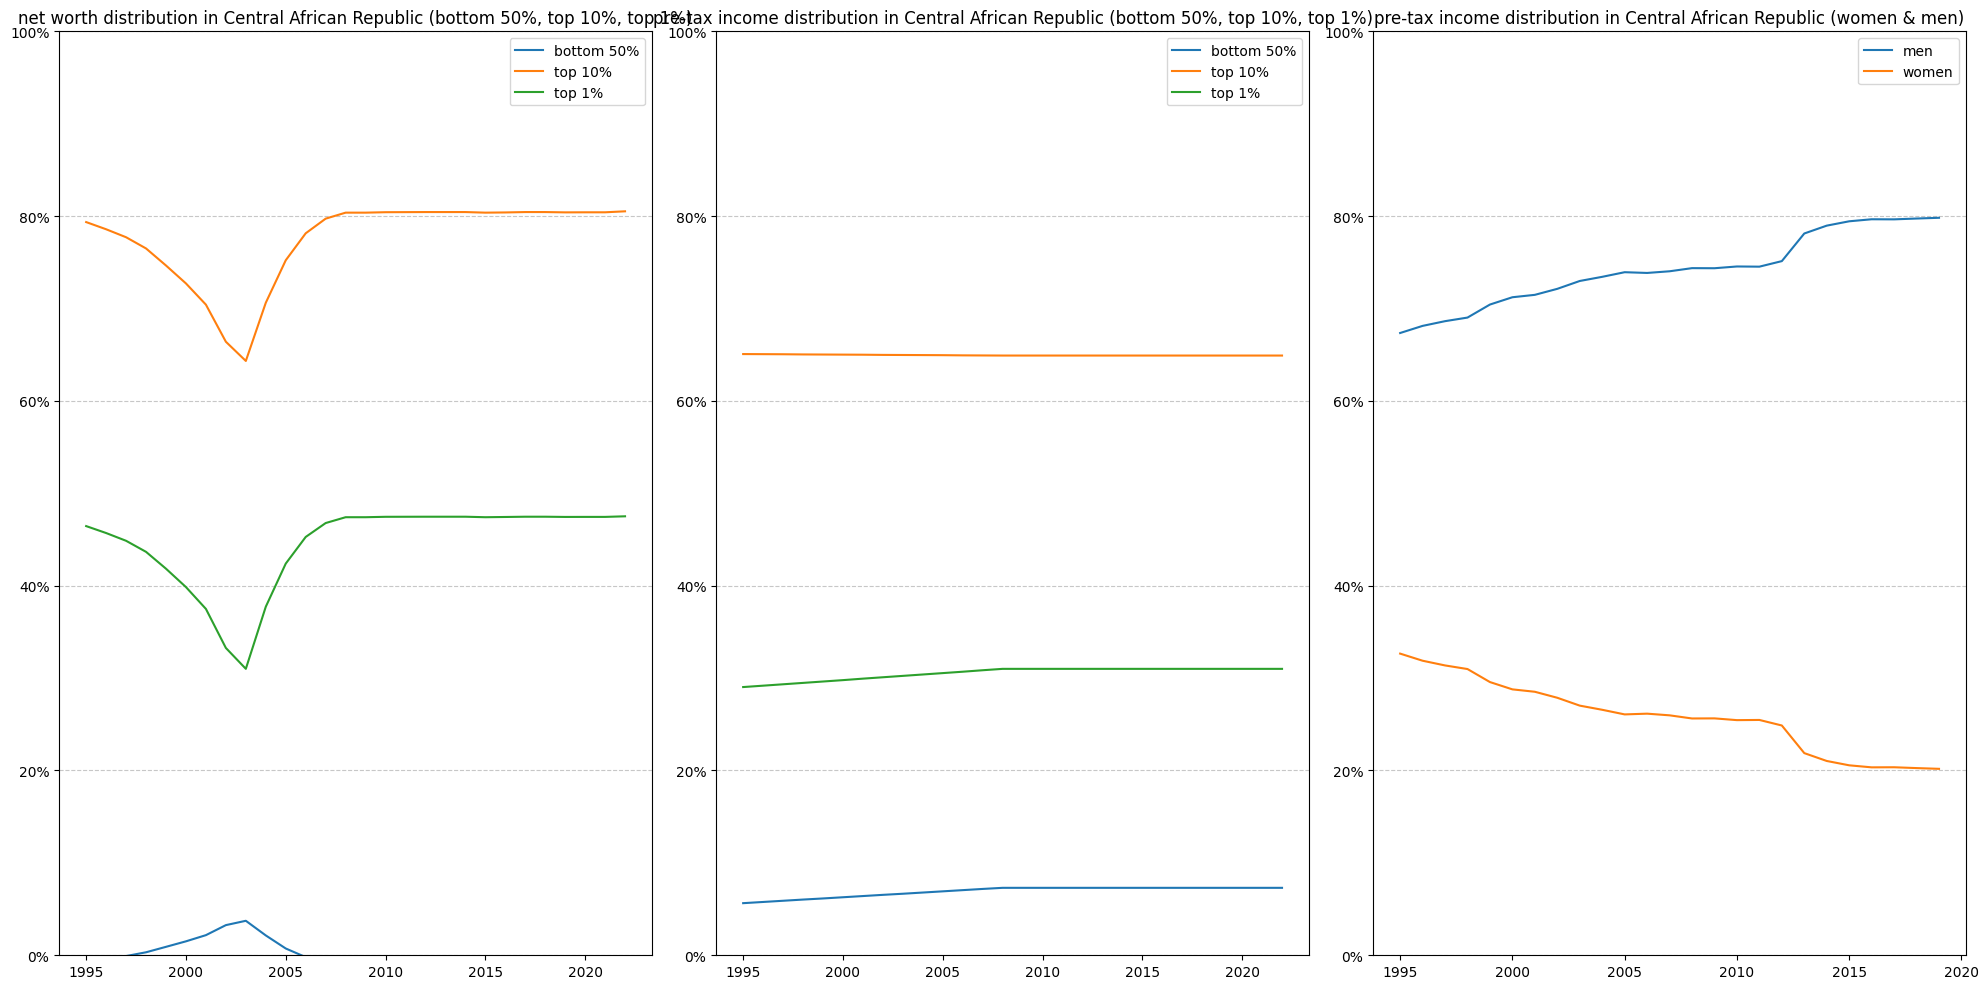 net worth distribution in Central African Republic (bottom 50%, top 10%, top 1%)
100%
80%
60%
40%
20%
0%
1995 2000 2005 2010 2015 2020
bottom 50%
top 10%
top 1%
pre-tax income distribution in Central African Republic (bottom 50%, top 10%, top 1%)
100%
80%
60%
40%
20%
0%
1995 2000 2005 2010 2015 2020
bottom 50%
top 10%
top 1%
pre-tax income distribution in Central African Republic (women & men)
100%
80%
60%
40%
20%
0%
1995 2000 2005 2010 2015 2020
men
women